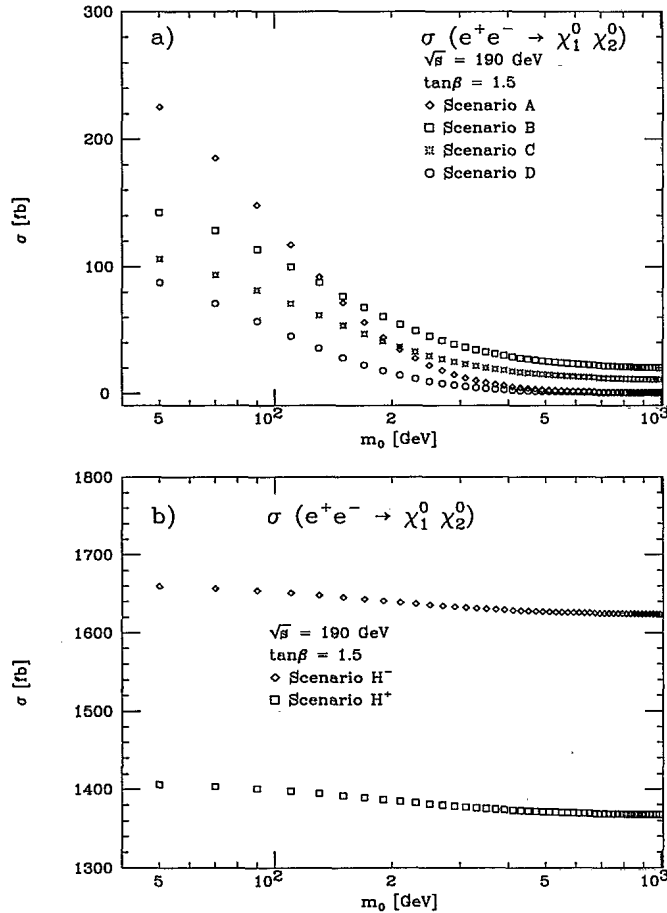 a) σ (e⁺e⁻ → χ₁⁰ χ₂⁰)
√s = 190 GeV
tanβ = 1.5
◇ Scenario A
□ Scenario B
¤ Scenario C
○ Scenario D
300
200
100
0
σ [fb]
5 10² 2 5 10³
m₀ [GeV]
1800
b) σ (e⁺e⁻ → χ₁⁰ χ₂⁰)
1700
1600
√s = 190 GeV
tanβ = 1.5
◇ Scenario H⁻
□ Scenario H⁺
σ [fb]
1500
1400
1300
5 10² 2 5 10³
m₀ [GeV]